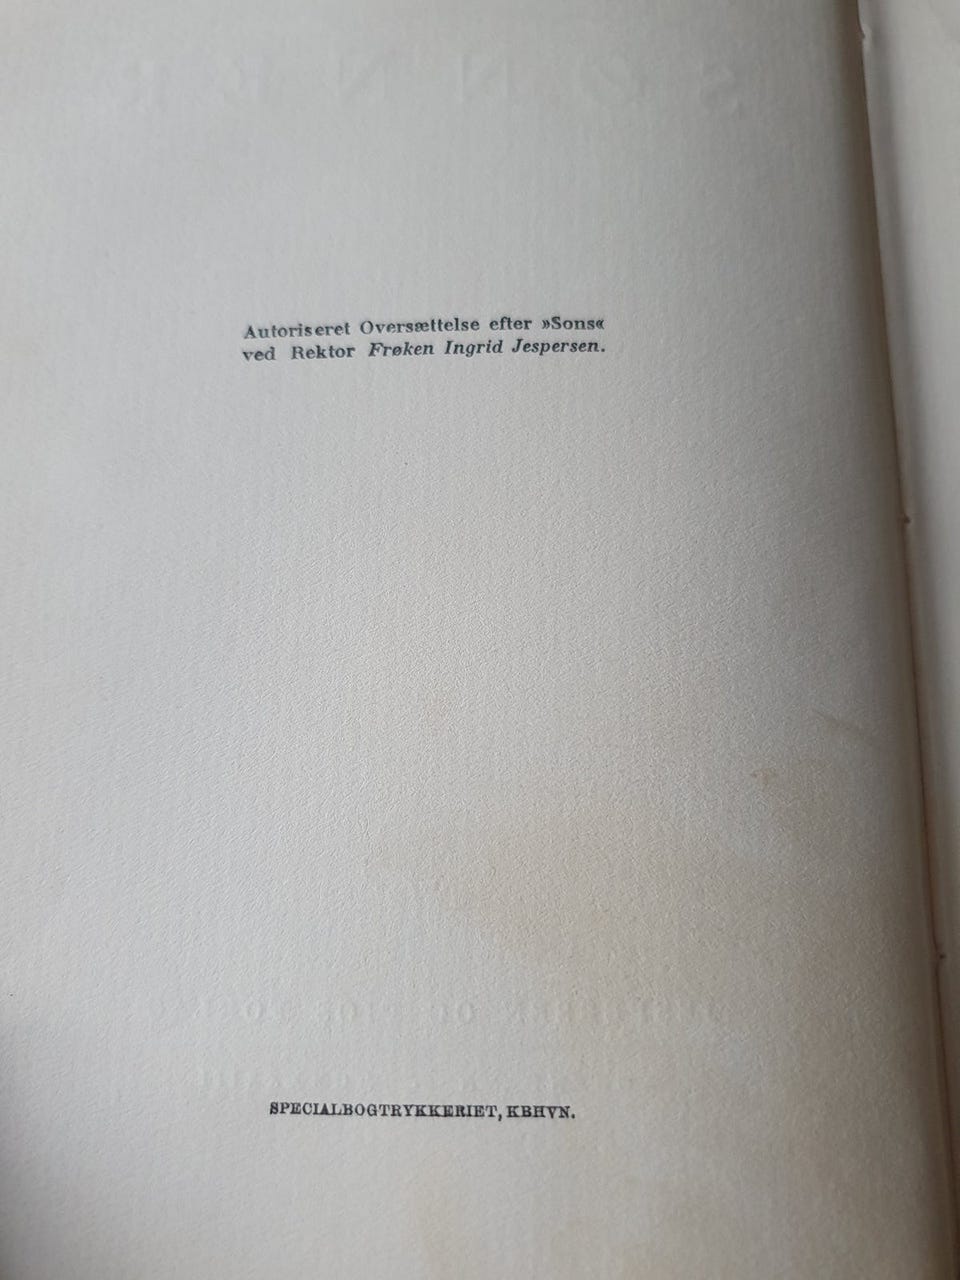 Autoriseret Oversættelse efter »Sons«
ved Rektor Frøken Ingrid Jespersen.
SPECIALBOGTRYKKERIET, KBHVN.